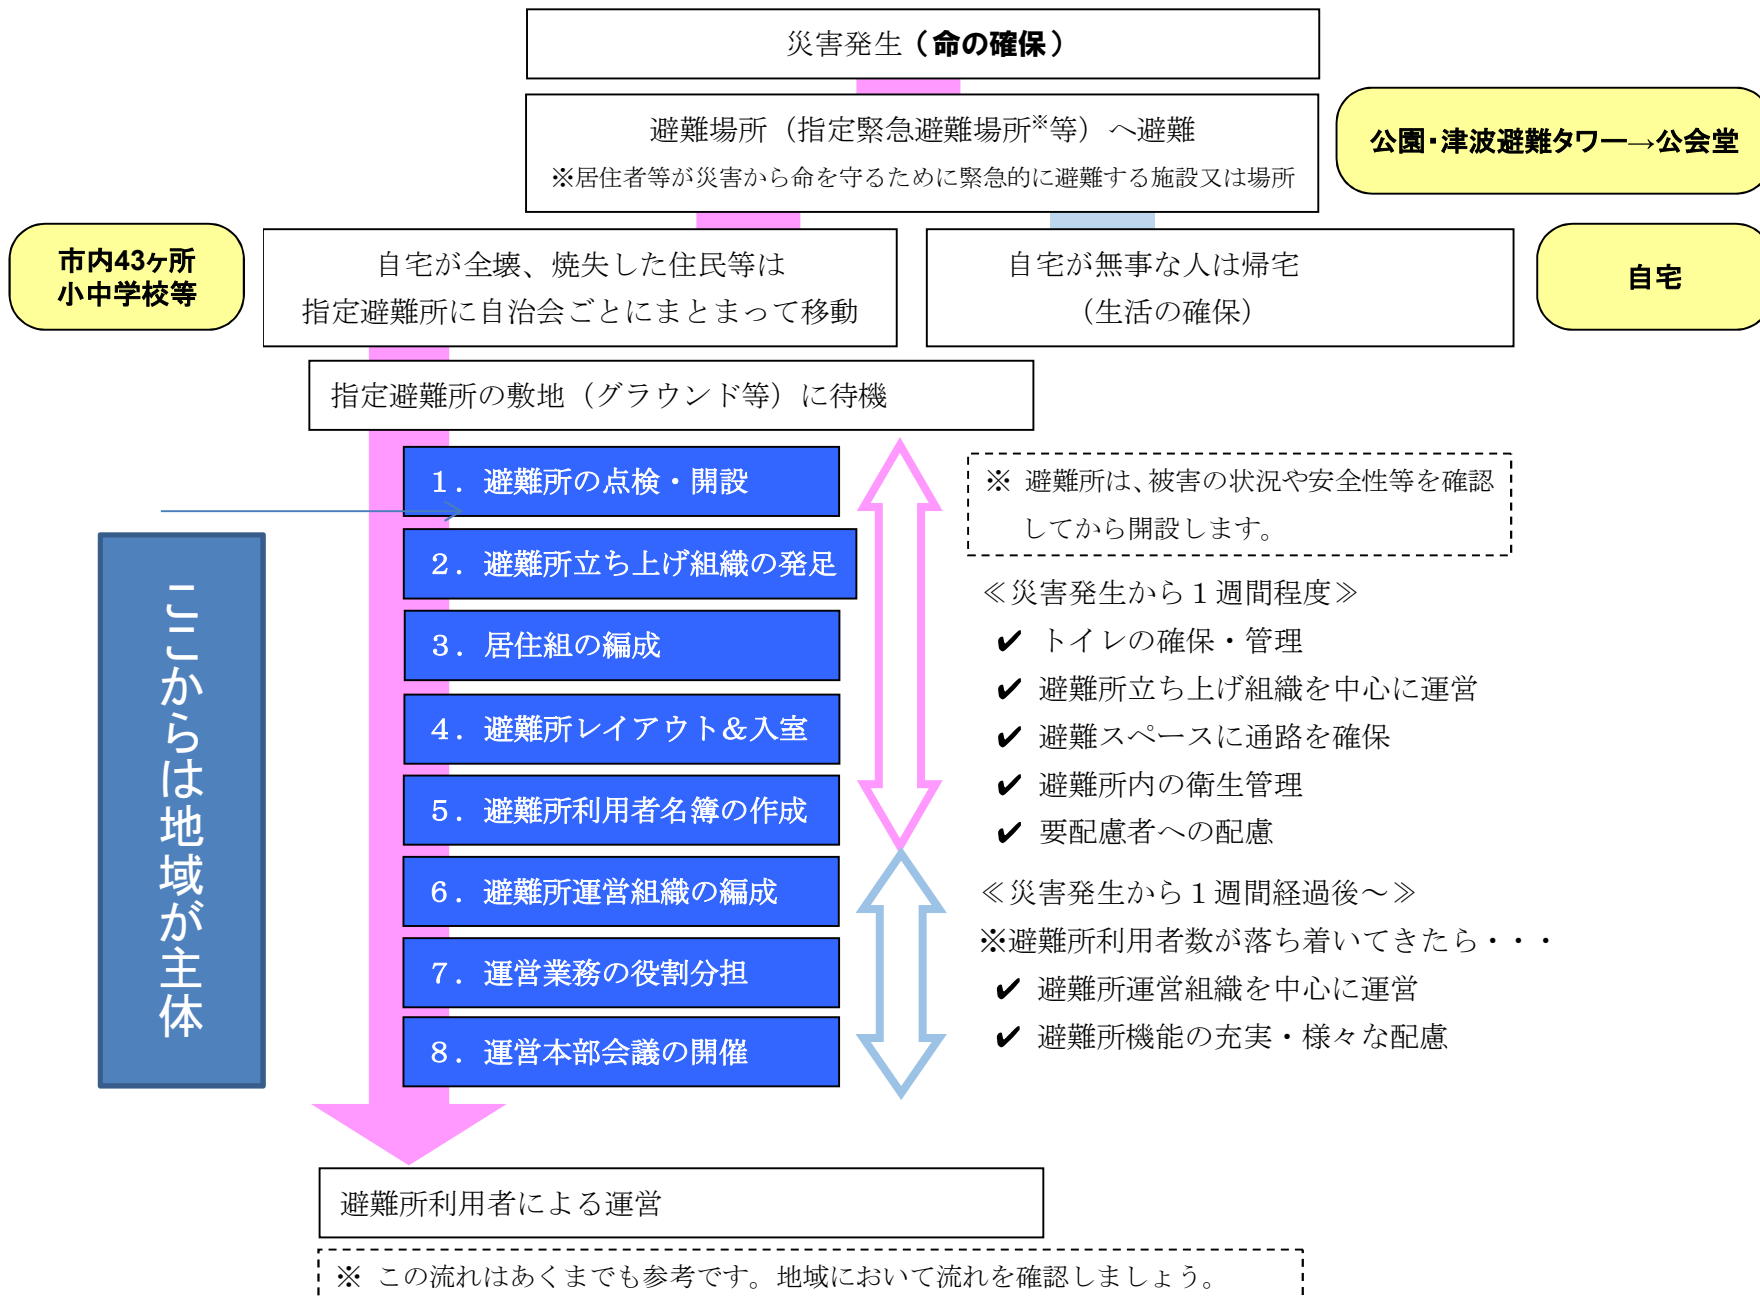 災害発生（命の確保）
避難場所（指定緊急避難場所※等）へ避難
※居住者等が災害から命を守るために緊急的に避難する施設又は場所
公園・津波避難タワー→公会堂
市内43ヶ所
小中学校等
自宅が全壊、焼失した住民等は
指定避難所に自治会ごとにまとまって移動
自宅が無事な人は帰宅
（生活の確保）
自宅
指定避難所の敷地（グラウンド等）に待機
ここからは地域が主体
１．避難所の点検・開設
２．避難所立ち上げ組織の発足
３．居住組の編成
４．避難所レイアウト＆入室
５．避難所利用者名簿の作成
６．避難所運営組織の編成
７．運営業務の役割分担
８．運営本部会議の開催
※ 避難所は、被害の状況や安全性等を確認
してから開設します。
≪災害発生から１週間程度≫
✔ トイレの確保・管理
✔ 避難所立ち上げ組織を中心に運営
✔ 避難スペースに通路を確保
✔ 避難所内の衛生管理
✔ 要配慮者への配慮
≪災害発生から１週間経過後～≫
※避難所利用者数が落ち着いてきたら・・・
✔ 避難所運営組織を中心に運営
✔ 避難所機能の充実・様々な配慮
避難所利用者による運営
※ この流れはあくまでも参考です。地域において流れを確認しましょう。